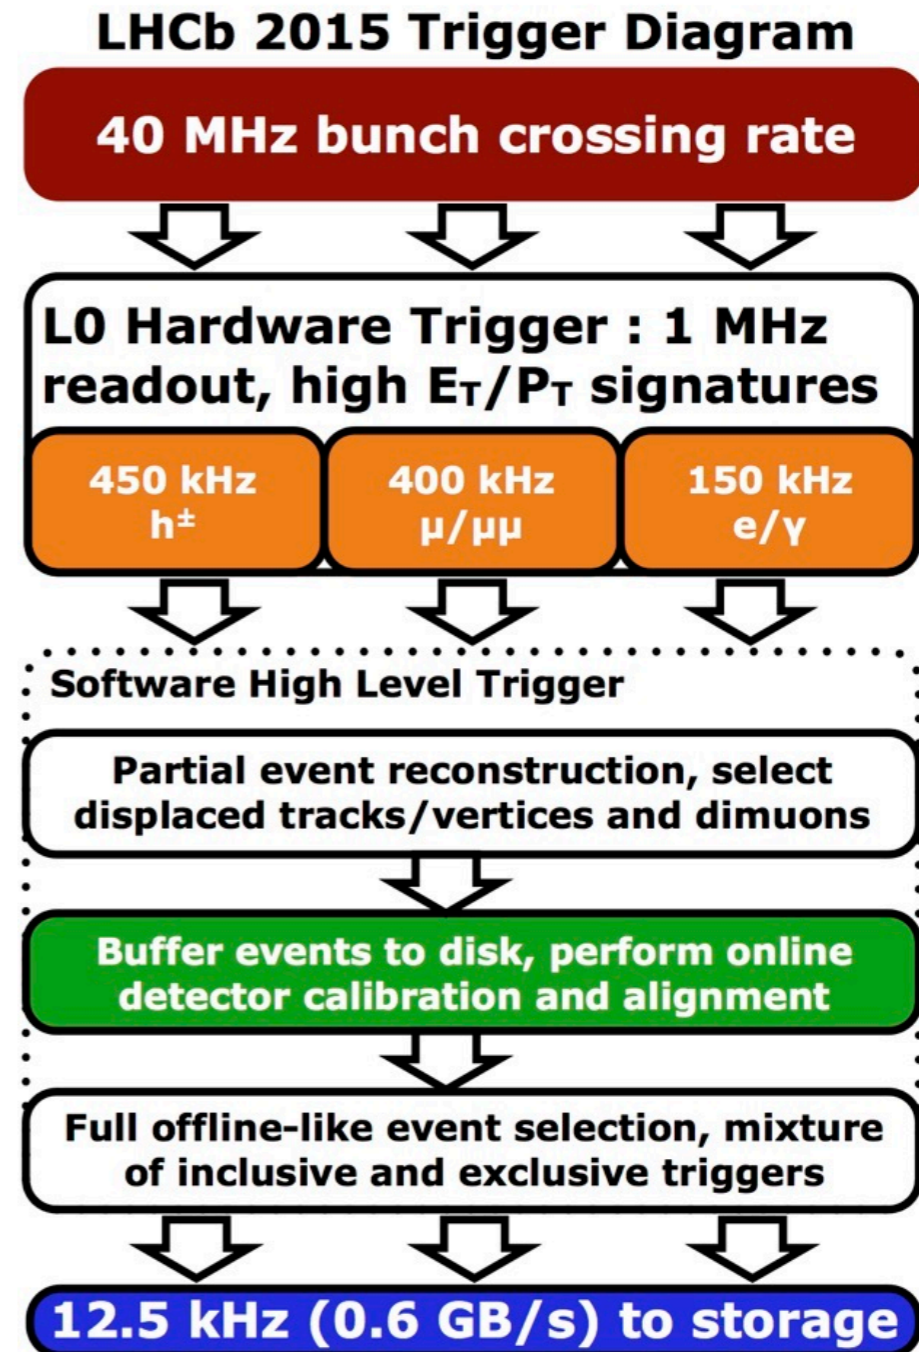 LHCb 2015 Trigger Diagram
40 MHz bunch crossing rate
L0 Hardware Trigger : 1 MHz
readout, high E_T/P_T signatures
450 kHz
h±
400 kHz
μ/μμ
150 kHz
e/γ
Software High Level Trigger
Partial event reconstruction, select
displaced tracks/vertices and dimuons
Buffer events to disk, perform online
detector calibration and alignment
Full offline-like event selection, mixture
of inclusive and exclusive triggers
12.5 kHz (0.6 GB/s) to storage